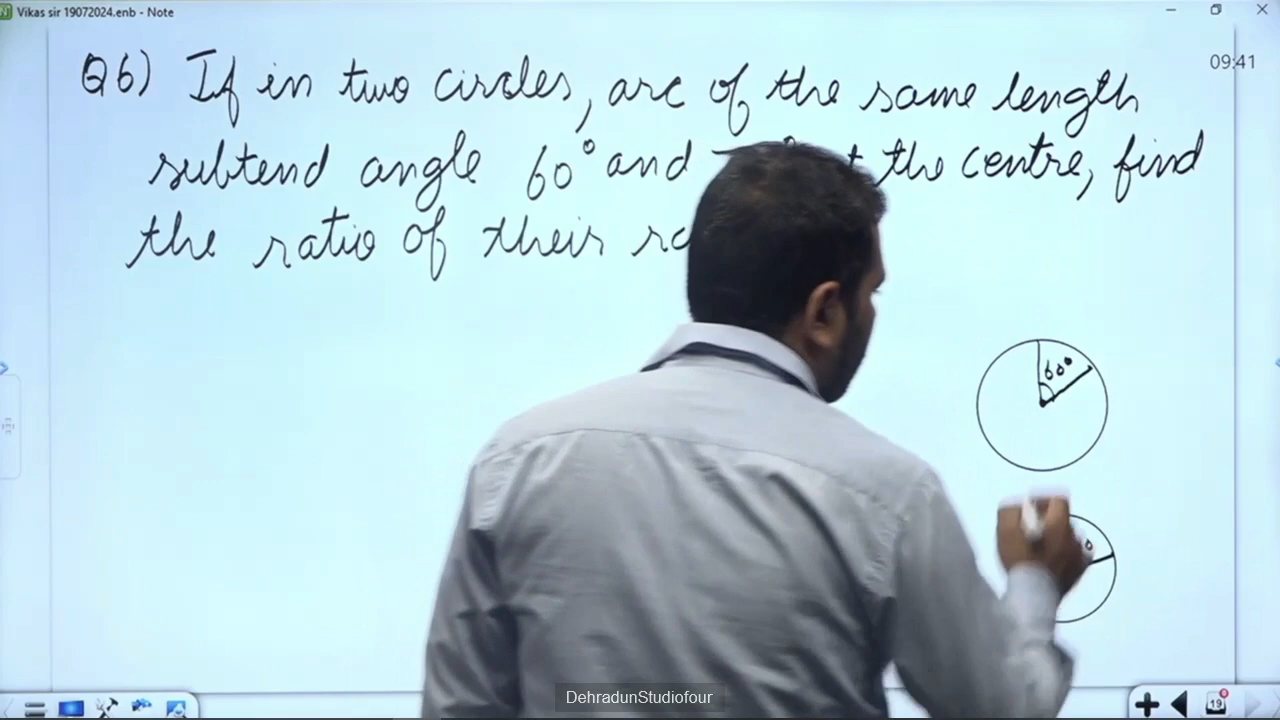 Vikas sir 19072024.enb - Note
09:41
Q6) If in two circles, arc of the same length
subtend angle 60° and the centre, find
the ratio of their
60°
DehradunStudiofour
19